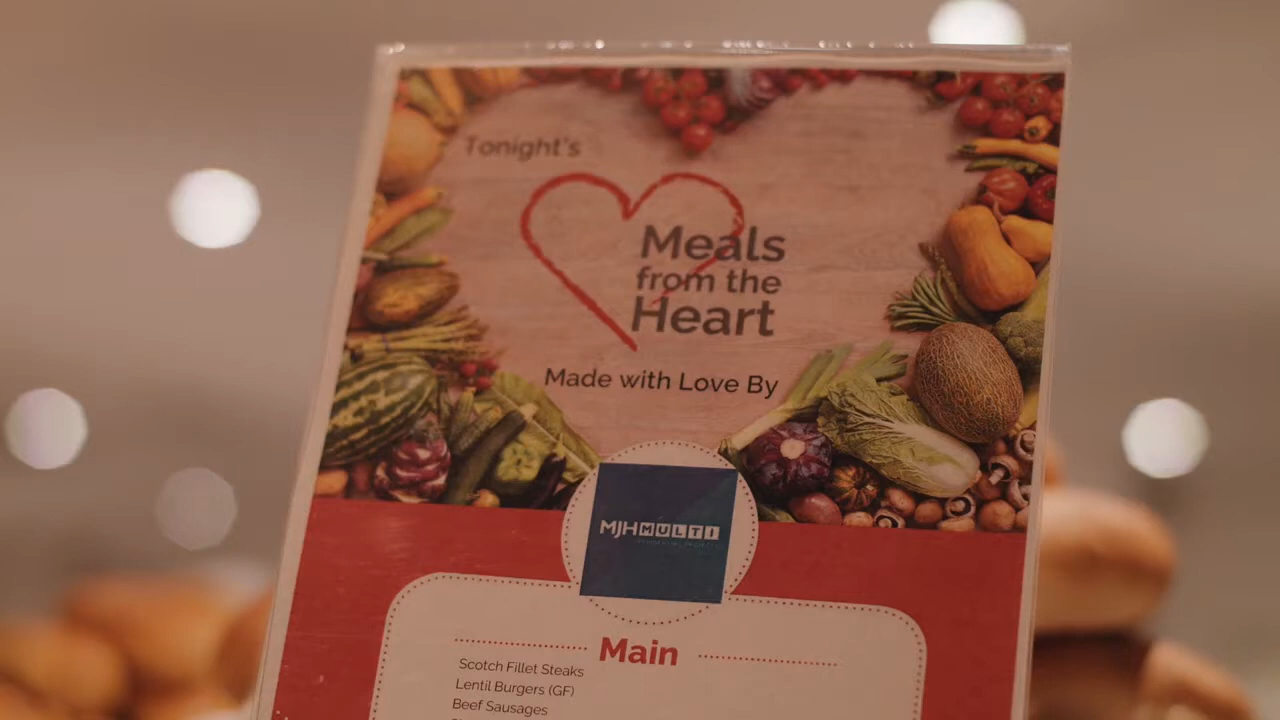 Tonight's
Meals
from the
Heart
Made with Love By
MJH MULTI
Main
Scotch Fillet Steaks
Lentil Burgers (GF)
Beef Sausages